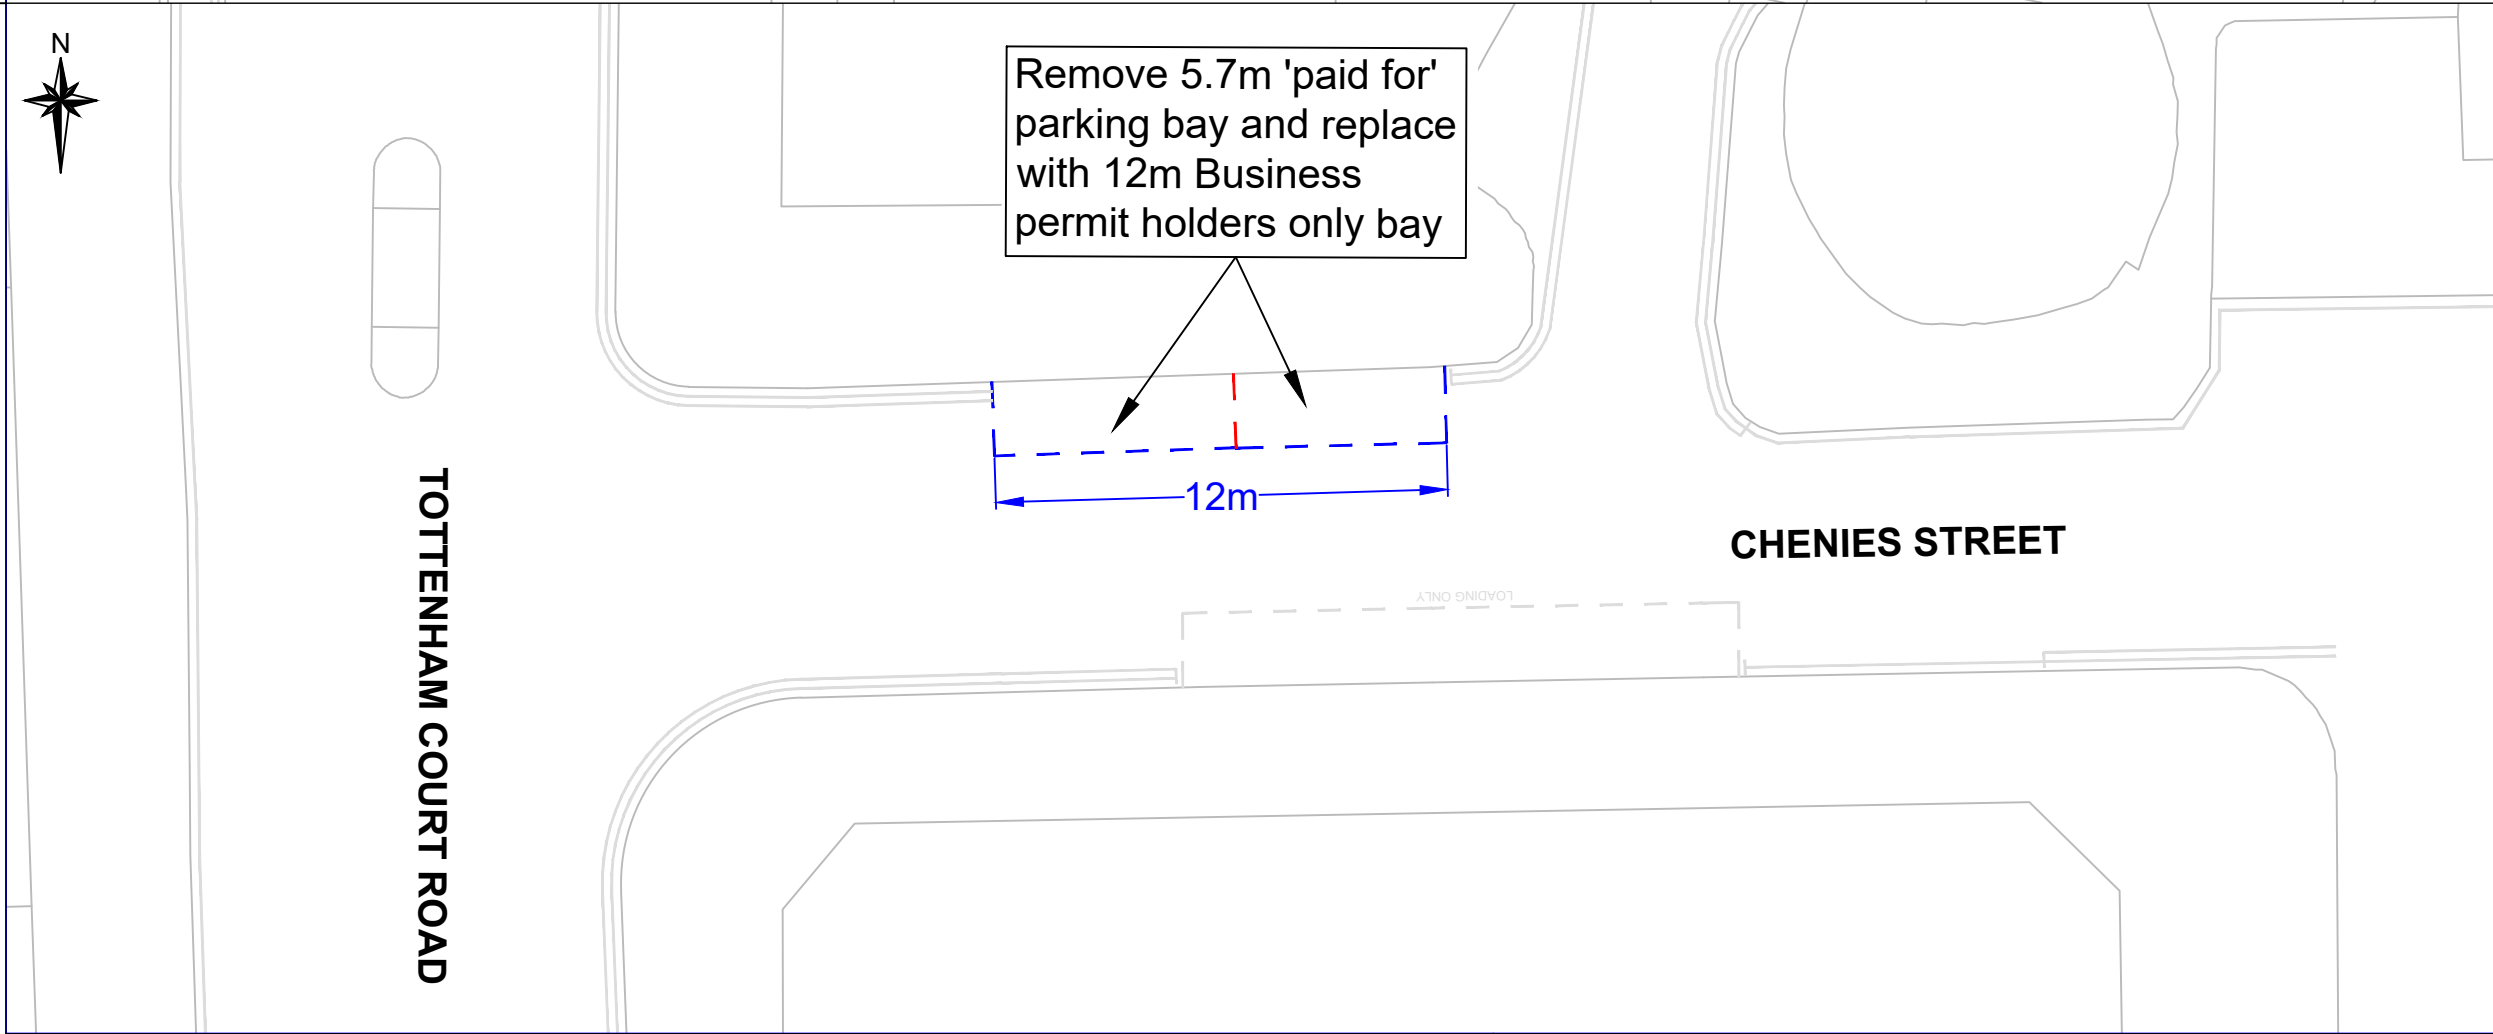 N
Remove 5.7m 'paid for'
parking bay and replace
with 12m Business
permit holders only bay
12m
CHENIES STREET
LOADING ONLY
TOTTENHAM COURT ROAD